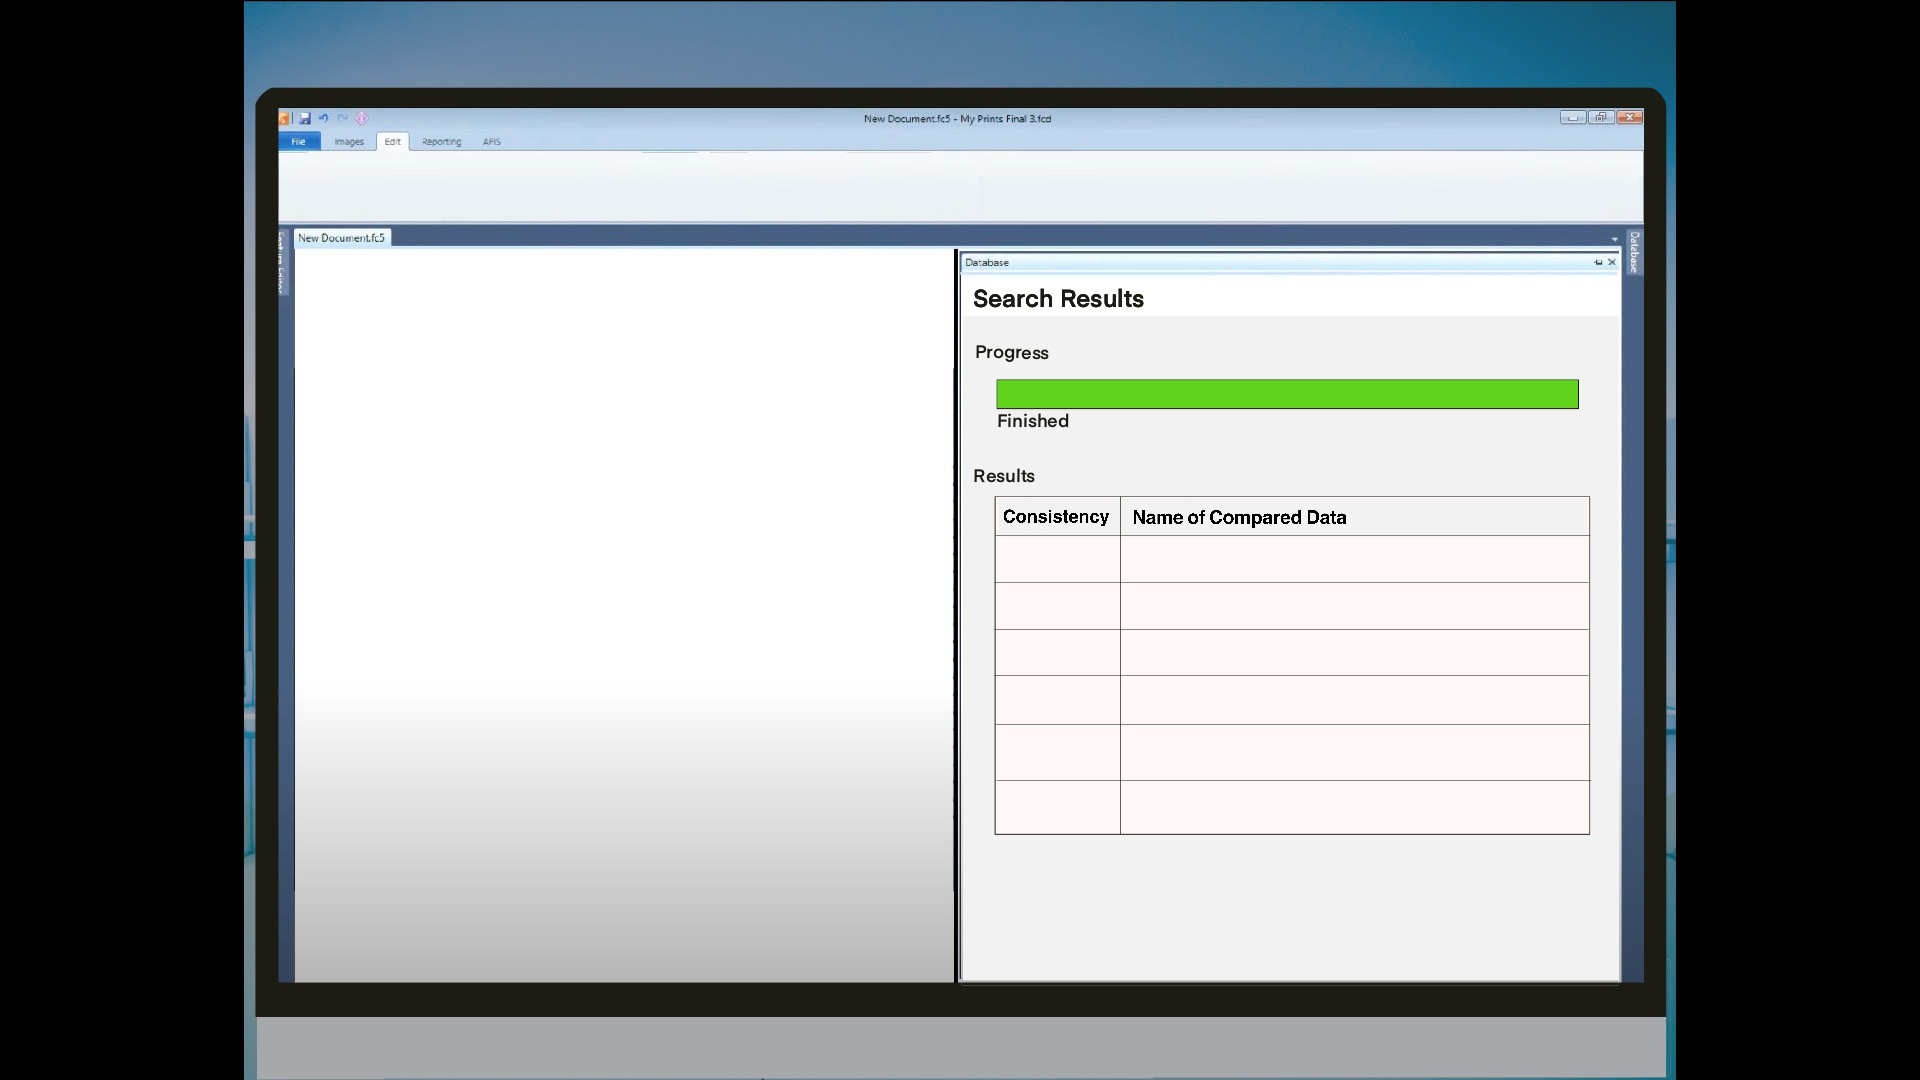 New Document.fc5 - My Prints Final 3.fcd
File Images Edit Reporting AFIS
New Document.fc5
Database
Database
Search Results
Progress
Finished
Results
Consistency Name of Compared Data